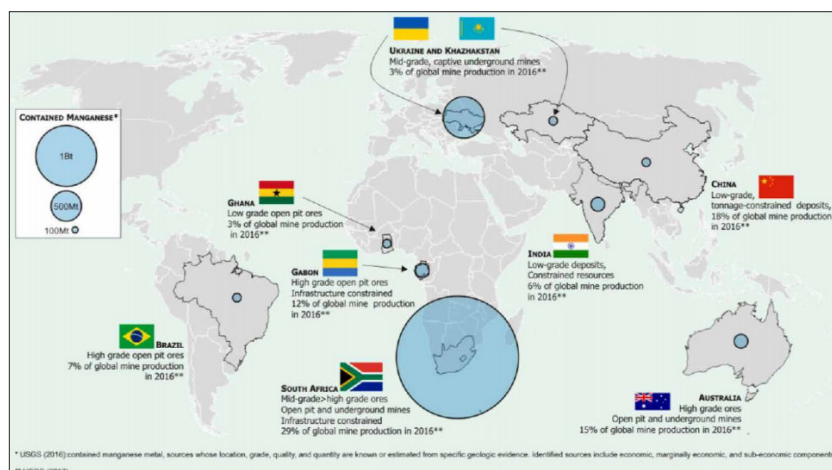 UKRAINE AND KHAZHAKSTAN
Mid-grade, captive underground mines
3% of global mine production in 2016**
CONTAINED MANGANESE*
1Bt
500Mt
100Mt
GHANA
Low grade open pit ores
3% of global mine production
in 2016**
GABON
High grade open pit ores
Infrastructure constrained
12% of global mine production
in 2016**
CHINA
Low-grade,
tonnage-constrained deposits,
18% of global mine production
in 2016**
INDIA
Low-grade deposits,
Constrained resources
6% of global mine production
in 2016**
BRAZIL
High grade open pit ores
7% of global mine production
in 2016**
SOUTH AFRICA
Mid-grade>high grade ores
Open pit and underground mines
Infrastructure constrained
29% of global mine production in 2016**
AUSTRALIA
High grade ores
Open pit and underground mines
15% of global mine production in 2016**
* USGS (2016):contained manganese metal, sources whose location, grade, quality, and quantity are known or estimated from specific geologic evidence. Identified sources include economic, marginally economic, and sub-economic component